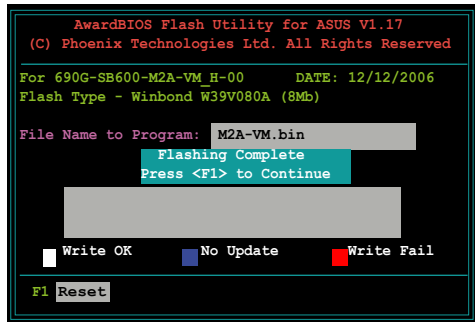 AwardBIOS Flash Utility for ASUS V1.17
(C) Phoenix Technologies Ltd. All Rights Reserved
For 690G-SB600-M2A-VM_H-00 DATE: 12/12/2006
Flash Type - Winbond W39V080A (8Mb)
File Name to Program: M2A-VM.bin
Flashing Complete
Press <F1> to Continue
Write OK No Update Write Fail
F1 Reset